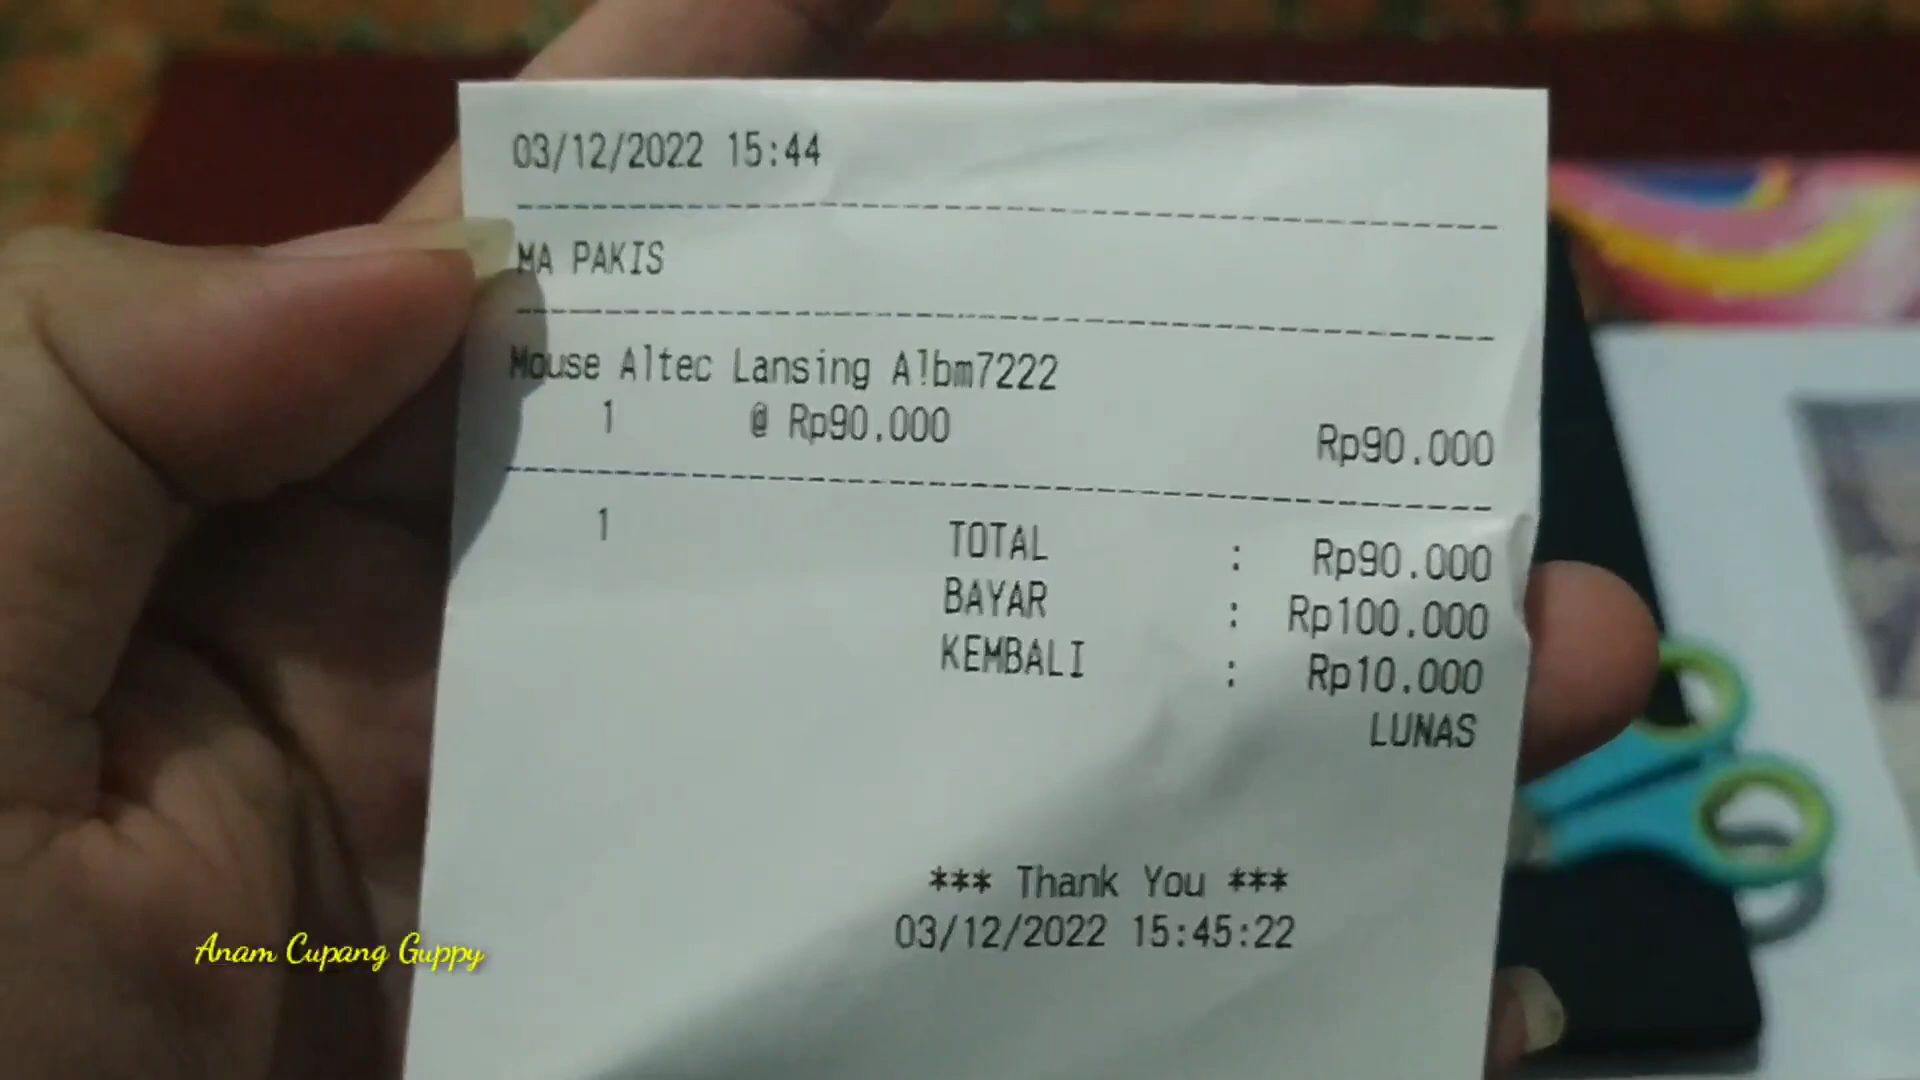 03/12/2022 15:44
MA PAKIS
Mouse Altec Lansing A!bm7222
1 @ Rp90.000 Rp90.000
1 TOTAL : Rp90.000
BAYAR : Rp100.000
KEMBALI : Rp10.000
LUNAS
*** Thank You ***
03/12/2022 15:45:22
Anam Cupang Guppy